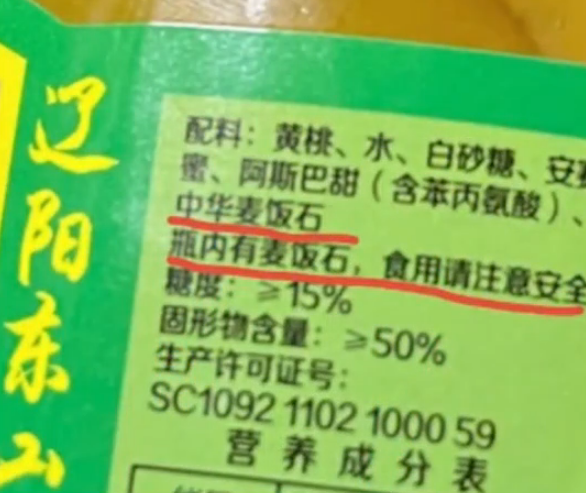 辽阳东山
配料：黄桃、水、白砂糖、安赛
蜜、阿斯巴甜（含苯丙氨酸）、
中华麦饭石
瓶内有麦饭石，食用请注意安全
糖度：≥15%
固形物含量：≥50%
生产许可证号：
SC1092 1102 1000 59
营养成分表